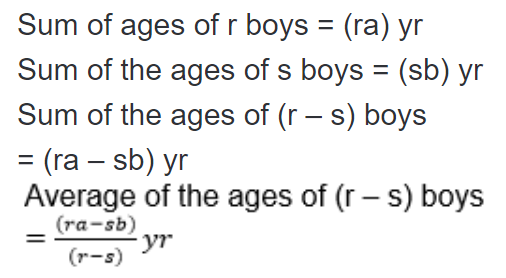 Sum of ages of r boys = (ra) yr
Sum of the ages of s boys = (sb) yr
Sum of the ages of (r – s) boys
= (ra – sb) yr
Average of the ages of (r – s) boys
= (ra−sb)/(r−s) yr